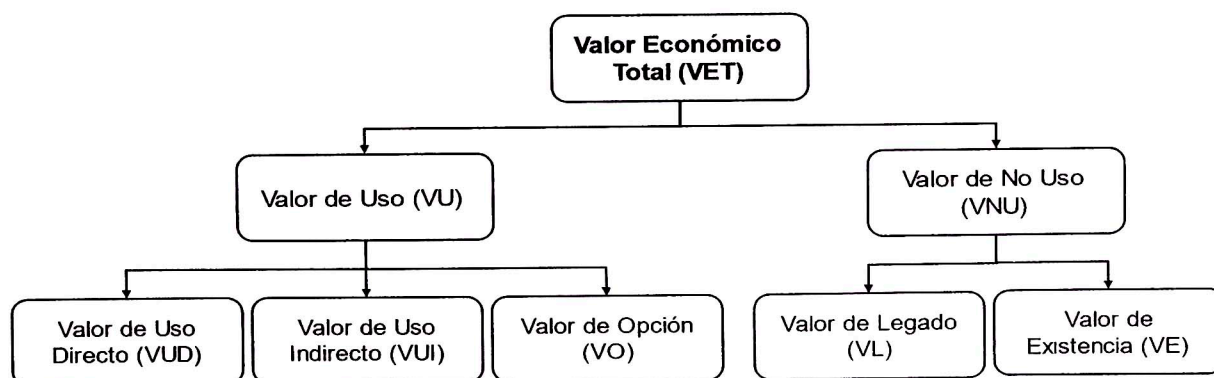 Valor Económico
Total (VET)
Valor de Uso (VU)
Valor de No Uso
(VNU)
Valor de Uso
Directo (VUD)
Valor de Uso
Indirecto (VUI)
Valor de Opción
(VO)
Valor de Legado
(VL)
Valor de
Existencia (VE)